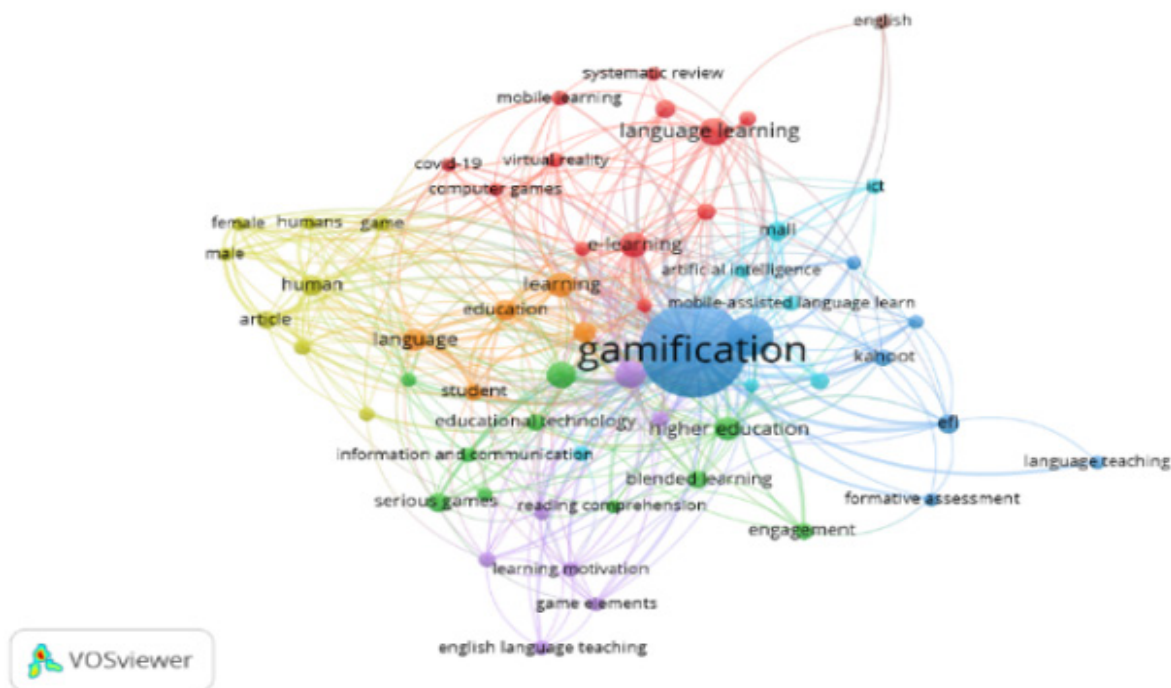 english
systematic review
mobile learning
language learning
covid-19
virtual reality
computer games
ict
female
humans
game
mall
male
e-learning
artificial intelligence
human
learning
mobile-assisted language learn
education
article
language
gamification
kahoot
student
educational technology
higher education
efl
information and communication
language teaching
blended learning
serious games
reading comprehension
formative assessment
engagement
learning motivation
game elements
english language teaching
VOSviewer